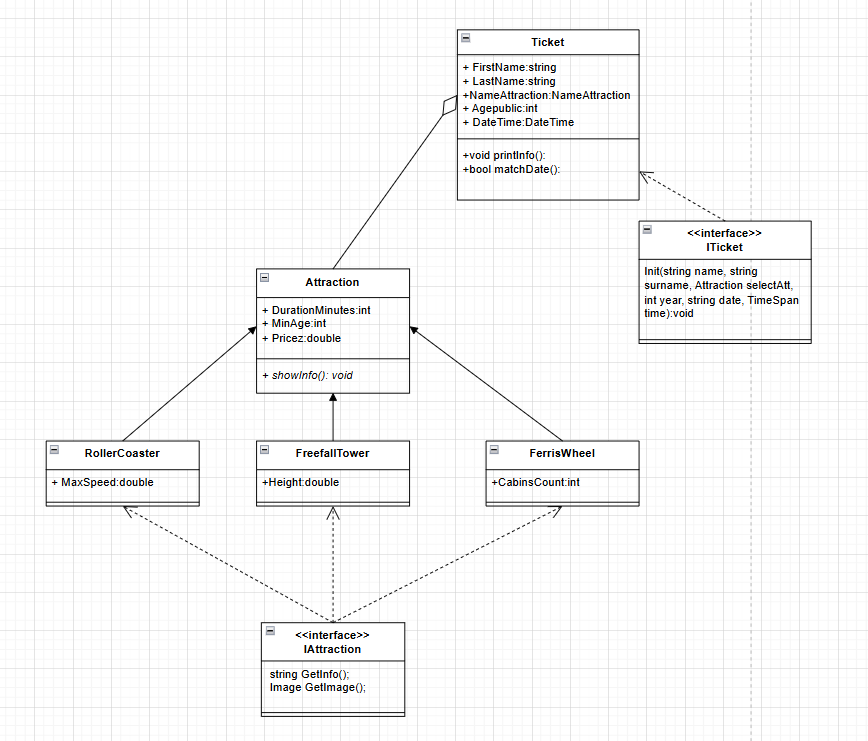 Ticket
+ FirstName:string
+ LastName:string
+NameAttraction:NameAttraction
+ Agepublic:int
+ DateTime:DateTime
+void printInfo():
+bool matchDate():
<<interface>>
ITicket
Init(string name, string
surname, Attraction selectAtt,
int year, string date, TimeSpan
time):void
Attraction
+ DurationMinutes:int
+ MinAge:int
+ Pricez:double
+ showInfo(): void
RollerCoaster
+ MaxSpeed:double
FreefallTower
+Height:double
FerrisWheel
+CabinsCount:int
<<interface>>
IAttraction
string GetInfo();
Image GetImage();